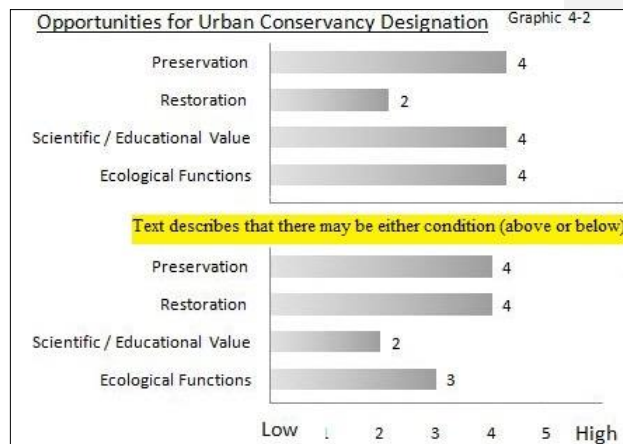 Opportunities for Urban Conservancy Designation Graphic 4-2
Preservation 4
Restoration 2
Scientific / Educational Value 4
Ecological Functions 4
Text describes that there may be either condition (above or below)
Preservation 4
Restoration 4
Scientific / Educational Value 2
Ecological Functions 3
Low 1 2 3 4 5 High